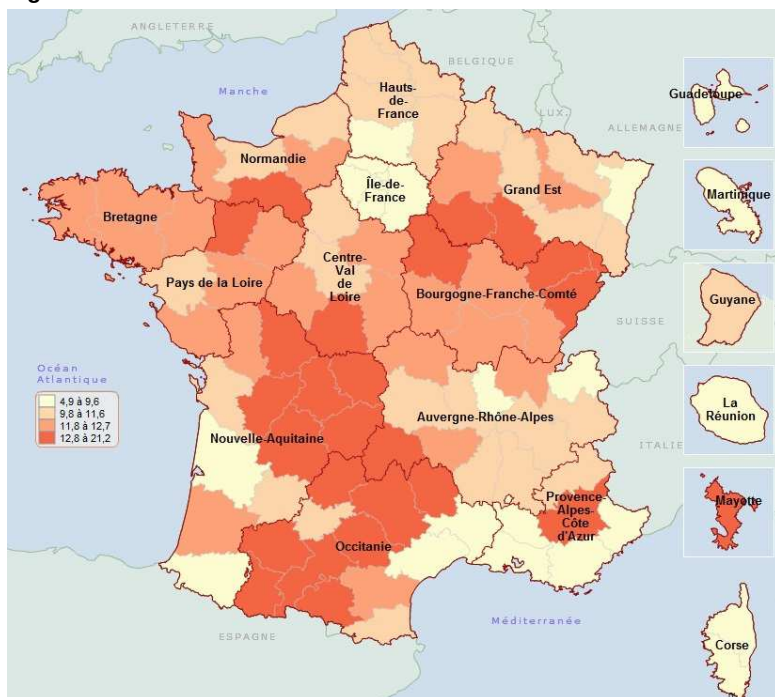 ANGLETERRE
BELGIQUE
Manche
Hauts-
de-
France
LUX.
ALLEMAGNE
Guadeloupe
Normandie
Île-de-
France
Grand Est
Martinique
Bretagne
Centre-
Val
de
Loire
Pays de la Loire
Bourgogne-Franche-Comté
Guyane
SUISSE
Océan
Atlantique
4,9 à 9,6
9,8 à 11,6
11,8 à 12,7
12,8 à 21,2
Auvergne-Rhône-Alpes
La
Réunion
Nouvelle-Aquitaine
ITALIE
Provence-
Alpes-
Côte
d'Azur
Mayotte
Occitanie
Méditerranée
ESPAGNE
Corse